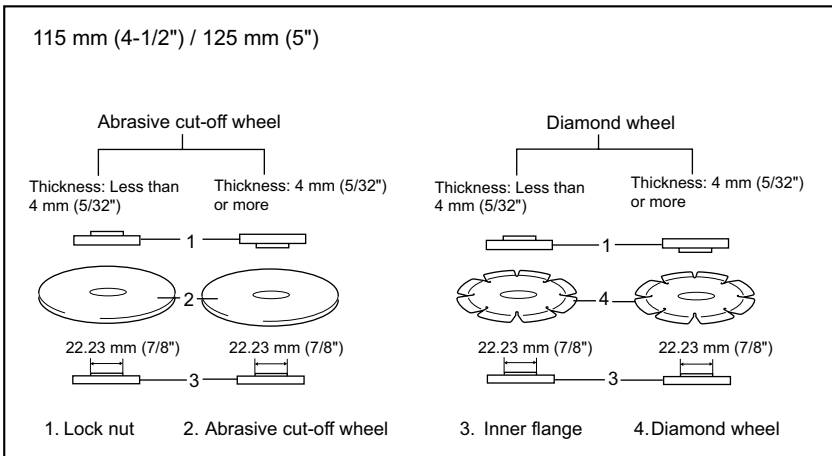 115 mm (4-1/2") / 125 mm (5")
Abrasive cut-off wheel
Thickness: Less than
4 mm (5/32")
Thickness: 4 mm (5/32")
or more
1
2
22.23 mm (7/8")
22.23 mm (7/8")
3
Diamond wheel
Thickness: Less than
4 mm (5/32")
Thickness: 4 mm (5/32")
or more
1
4
22.23 mm (7/8")
22.23 mm (7/8")
3
1. Lock nut 2. Abrasive cut-off wheel 3. Inner flange 4.Diamond wheel